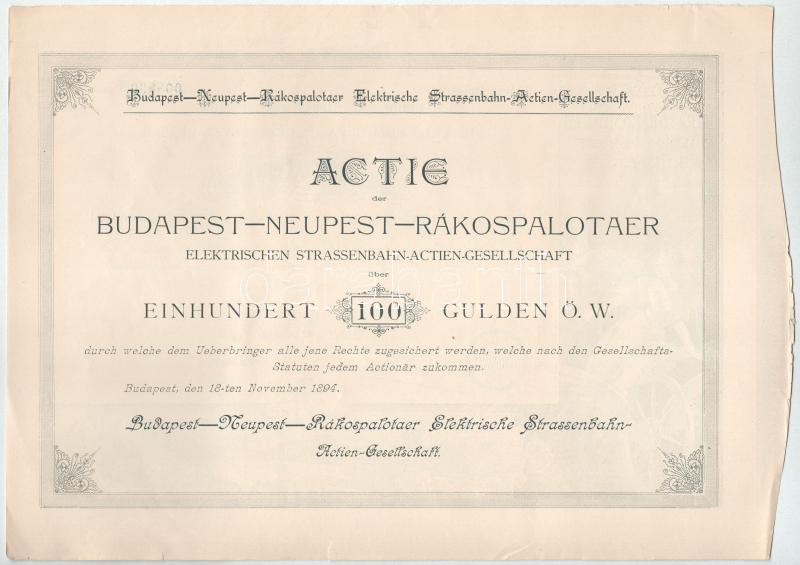 Budapest—Neupest—Rákospalotaer Elektrische Strassenbahn-Actien-Gesellschaft.
ACTIE
der
BUDAPEST—NEUPEST—RÁKOSPALOTAER
ELEKTRISCHEN STRASSENBAHN-ACTIEN-GESELLSCHAFT
über
EINHUNDERT 100 GULDEN Ö. W.
durch welche dem Ueberbringer alle jene Rechte zugesichert werden, welche nach den Gesellschafts-
Statuten jedem Actionär zukommen.
Budapest, den 18-ten November 1894.
Budapest—Neupest—Rákospalotaer Elektrische Strassenbahn-
Actien-Gesellschaft.